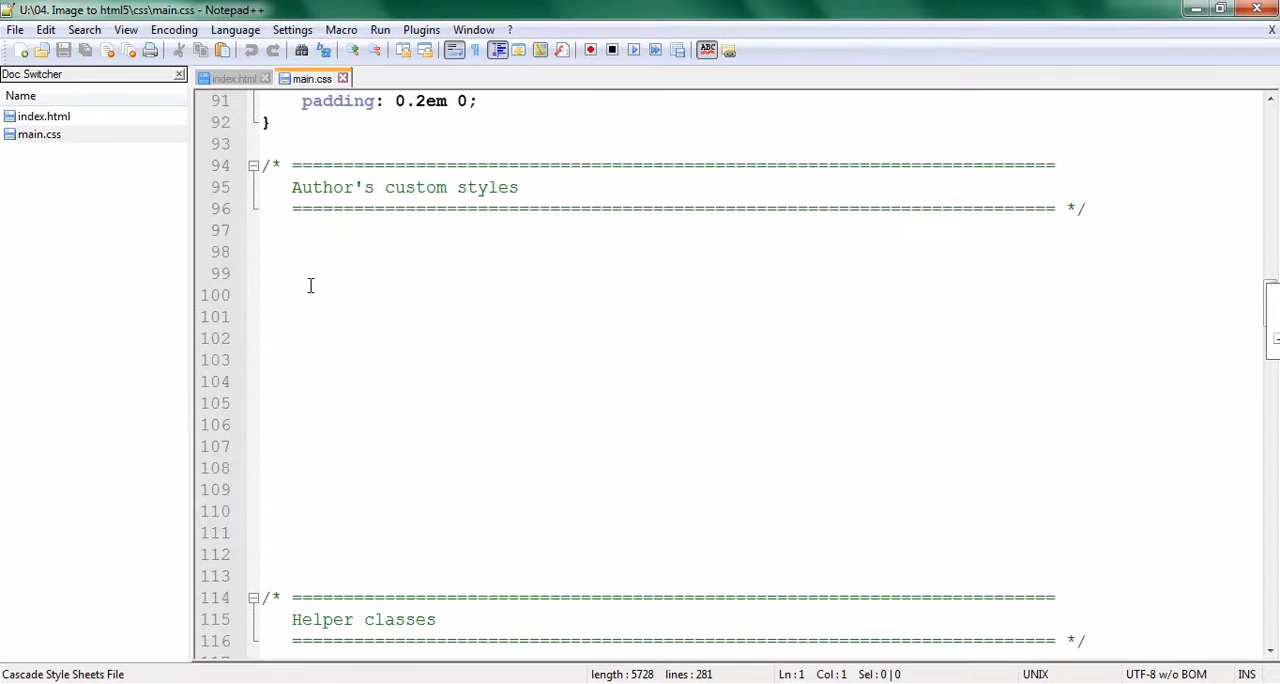 U:\04. Image to html5\css\main.css - Notepad++
File Edit Search View Encoding Language Settings Macro Run Plugins Window ? X
ABC
Doc Switcher
index.html main.css
Name
index.html
main.css
91 padding: 0.2em 0;
92 }
93
94 /* ==========================================================================
95 Author's custom styles
96 ========================================================================== */
97
98
99
100
101
102
103
104
105
106
107
108
109
110
111
112
113
114 /* ==========================================================================
115 Helper classes
116 ========================================================================== */
Cascade Style Sheets File length : 5728 lines : 281 Ln : 1 Col : 1 Sel : 0 | 0 UNIX UTF-8 w/o BOM INS